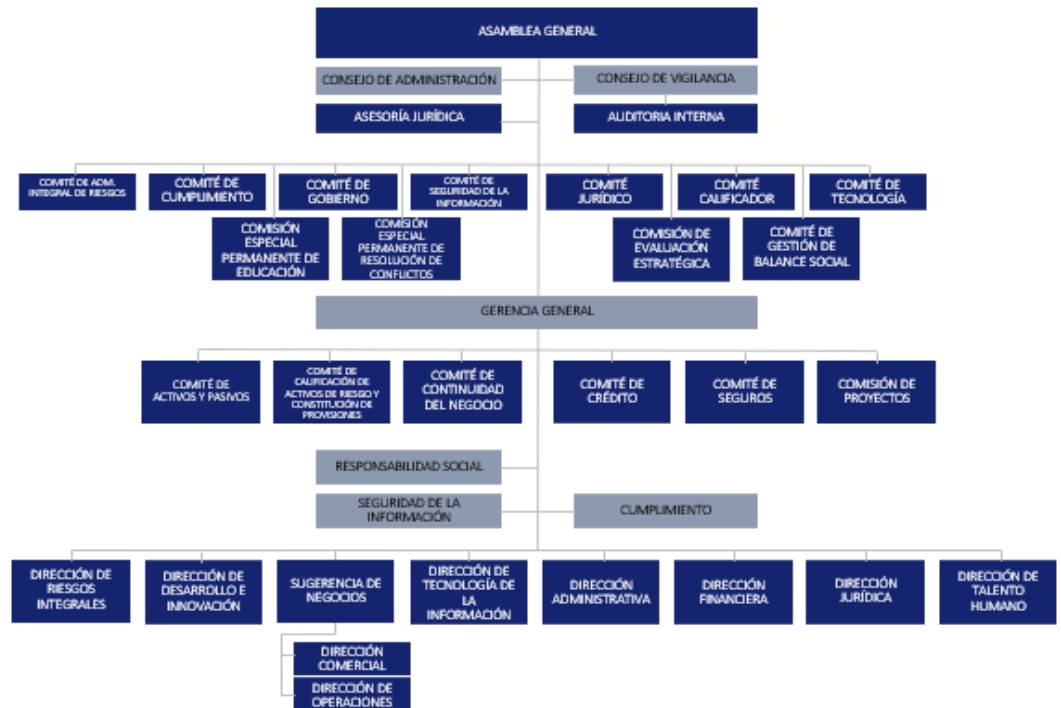 ASAMBLEA GENERAL
CONSEJO DE ADMINISTRACIÓN
CONSEJO DE VIGILANCIA
ASESORÍA JURÍDICA
AUDITORIA INTERNA
COMITÉ DE ADM.
INTEGRAL DE RIESGOS
COMITÉ DE
CUMPLIMIENTO
COMITÉ DE
GOBIERNO
COMITÉ DE
SEGURIDAD DE LA
INFORMACIÓN
COMITÉ
JURÍDICO
COMITÉ
CALIFICADOR
COMITÉ DE
TECNOLOGÍA
COMISIÓN
ESPECIAL
PERMANENTE DE
EDUCACIÓN
COMISIÓN
ESPECIAL
PERMANENTE DE
RESOLUCIÓN DE
CONFLICTOS
COMISIÓN DE
EVALUACIÓN
ESTRATÉGICA
COMITÉ DE
GESTIÓN DE
BALANCE SOCIAL
GERENCIA GENERAL
COMITÉ DE
ACTIVOS Y PASIVOS
COMITÉ DE
CALIFICACIÓN DE
ACTIVOS DE RIESGO Y
CONSTITUCIÓN DE
PROVISIONES
COMITÉ DE
CONTINUIDAD
DEL NEGOCIO
COMITÉ DE
CRÉDITO
COMITÉ DE
SEGUROS
COMISIÓN DE
PROYECTOS
RESPONSABILIDAD SOCIAL
SEGURIDAD DE LA
INFORMACIÓN
CUMPLIMIENTO
DIRECCIÓN DE
RIESGOS
INTEGRALES
DIRECCIÓN DE
DESARROLLO E
INNOVACIÓN
SUGERENCIA DE
NEGOCIOS
DIRECCIÓN DE
TECNOLOGÍA DE
LA
INFORMACIÓN
DIRECCIÓN
ADMINISTRATIVA
DIRECCIÓN
FINANCIERA
DIRECCIÓN
JURÍDICA
DIRECCIÓN DE
TALENTO
HUMANO
DIRECCIÓN
COMERCIAL
DIRECCIÓN DE
OPERACIONES